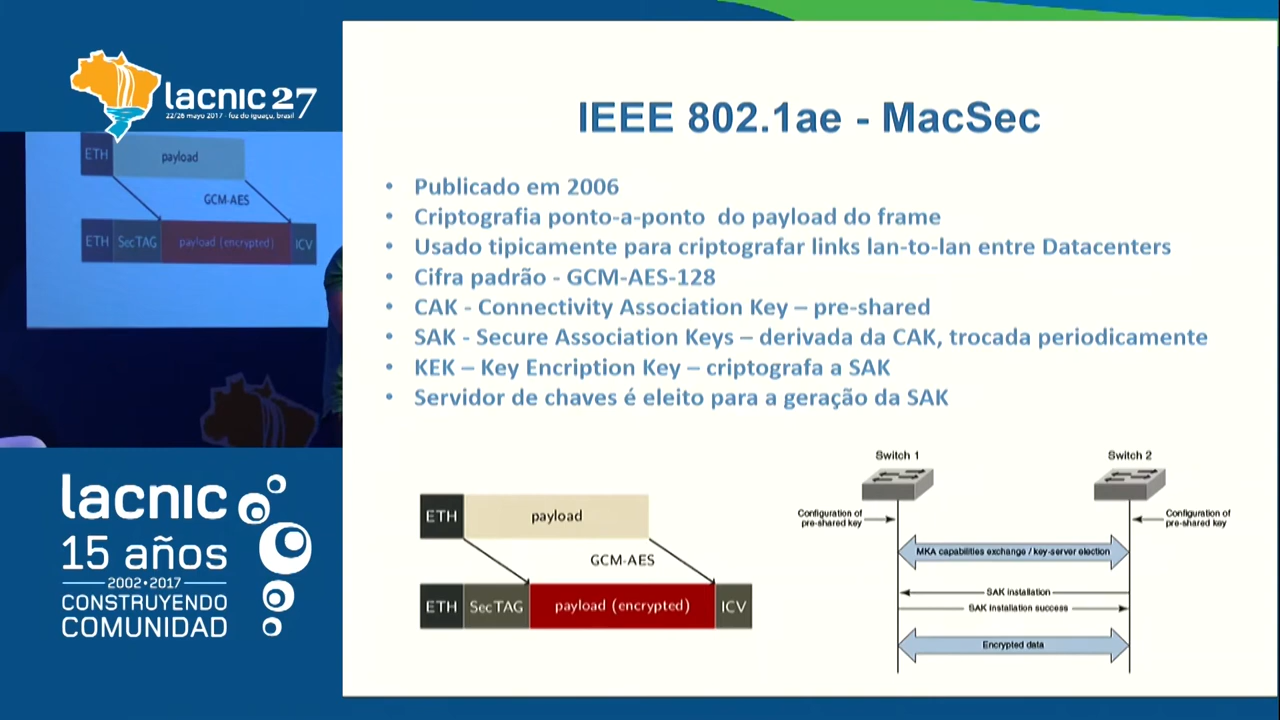 lacnic 27
22/26 mayo 2017 - foz do iguaçu, brasil
ETH
payload
GCM-AES
ETH
SecTAG
payload (encrypted)
ICV
lacnic
15 años
2002•2017
CONSTRUYENDO
COMUNIDAD
IEEE 802.1ae - MacSec
• Publicado em 2006
• Criptografia ponto-a-ponto do payload do frame
• Usado tipicamente para criptografar links lan-to-lan entre Datacenters
• Cifra padrão - GCM-AES-128
• CAK - Connectivity Association Key – pre-shared
• SAK - Secure Association Keys – derivada da CAK, trocada periodicamente
• KEK – Key Encription Key – criptografa a SAK
• Servidor de chaves é eleito para a geração da SAK
ETH
payload
GCM-AES
ETH
SecTAG
payload (encrypted)
ICV
Switch 1
Switch 2
Configuration of
pre-shared key
Configuration of
pre-shared key
MKA capabilities exchange / key-server election
SAK installation
SAK installation success
Encrypted data